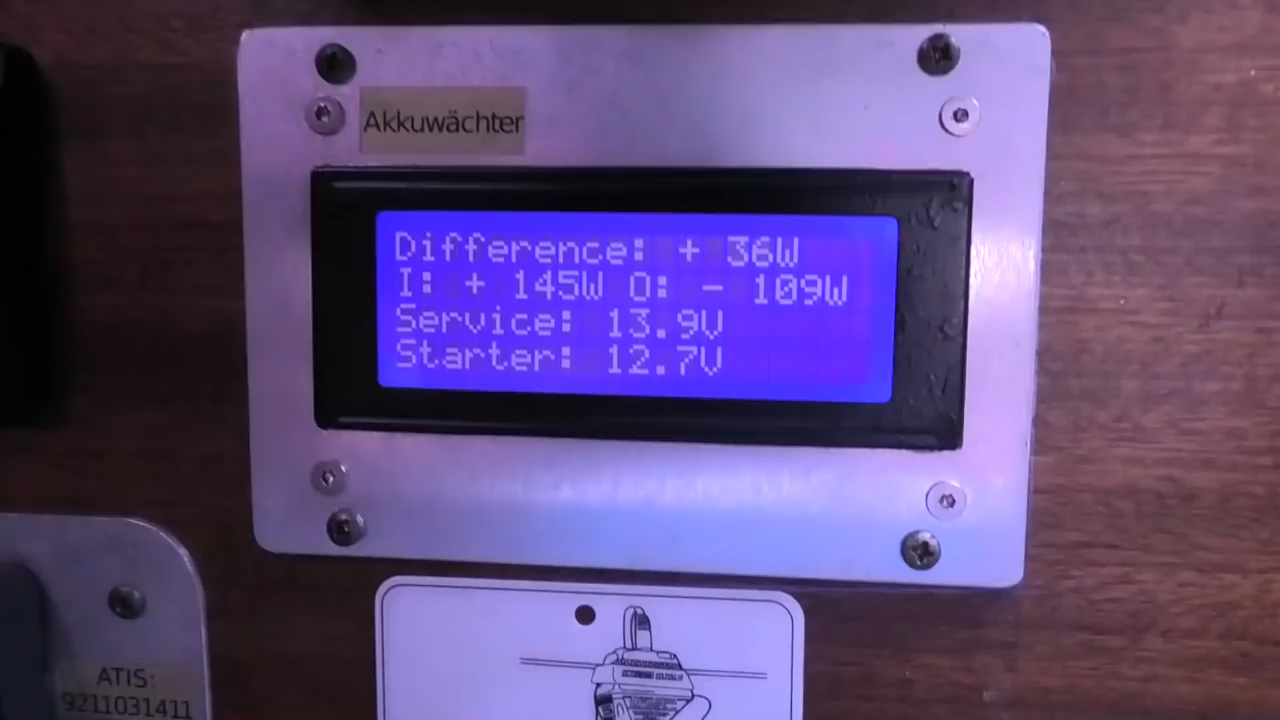 Akkuwächter
Difference: + 36W
I: + 145W O: - 109W
Service: 13.9V
Starter: 12.7V
ATIS:
9211031411